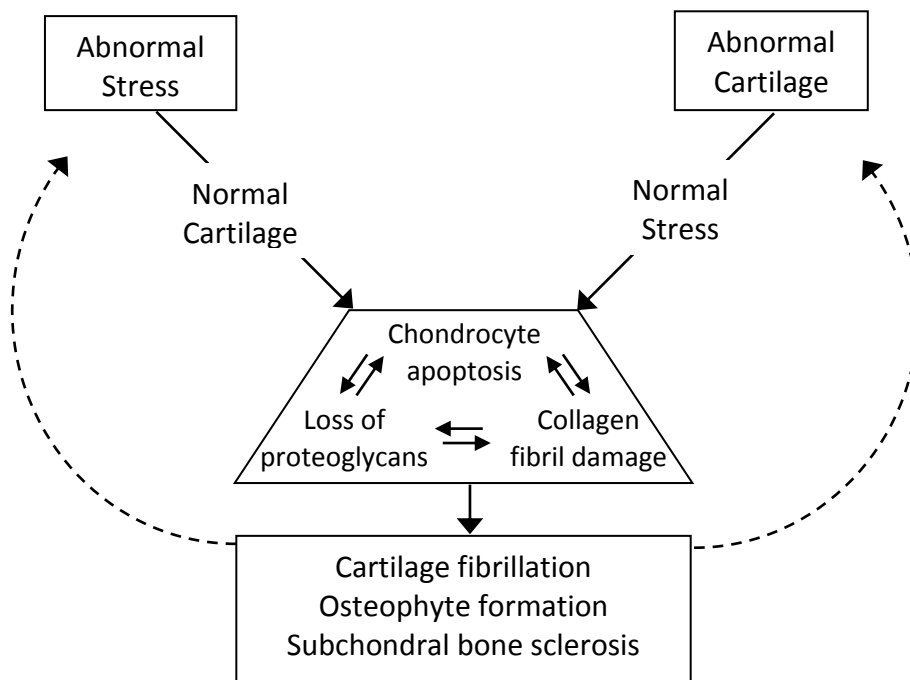 Abnormal
Stress
Abnormal
Cartilage
Normal
Cartilage
Normal
Stress
Chondrocyte
apoptosis
Loss of
proteoglycans
Collagen
fibril damage
Cartilage fibrillation
Osteophyte formation
Subchondral bone sclerosis